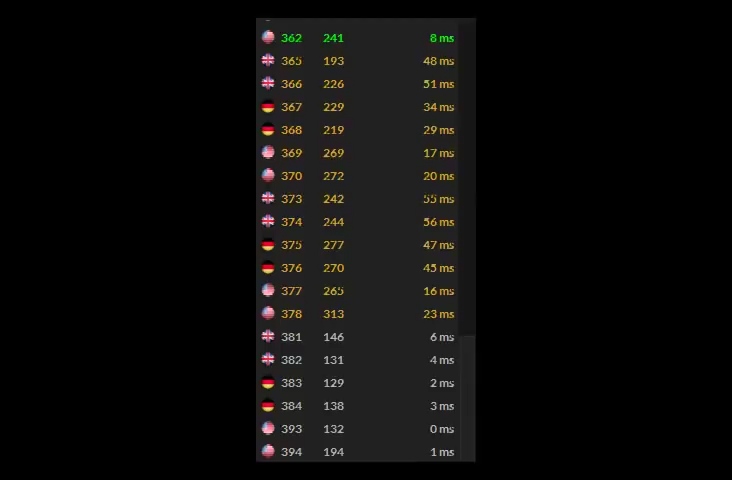 362 241 8 ms
365 193 48 ms
366 226 51 ms
367 229 34 ms
368 219 29 ms
369 269 17 ms
370 272 20 ms
373 242 55 ms
374 244 56 ms
375 277 47 ms
376 270 45 ms
377 265 16 ms
378 313 23 ms
381 146 6 ms
382 131 4 ms
383 129 2 ms
384 138 3 ms
393 132 0 ms
394 194 1 ms